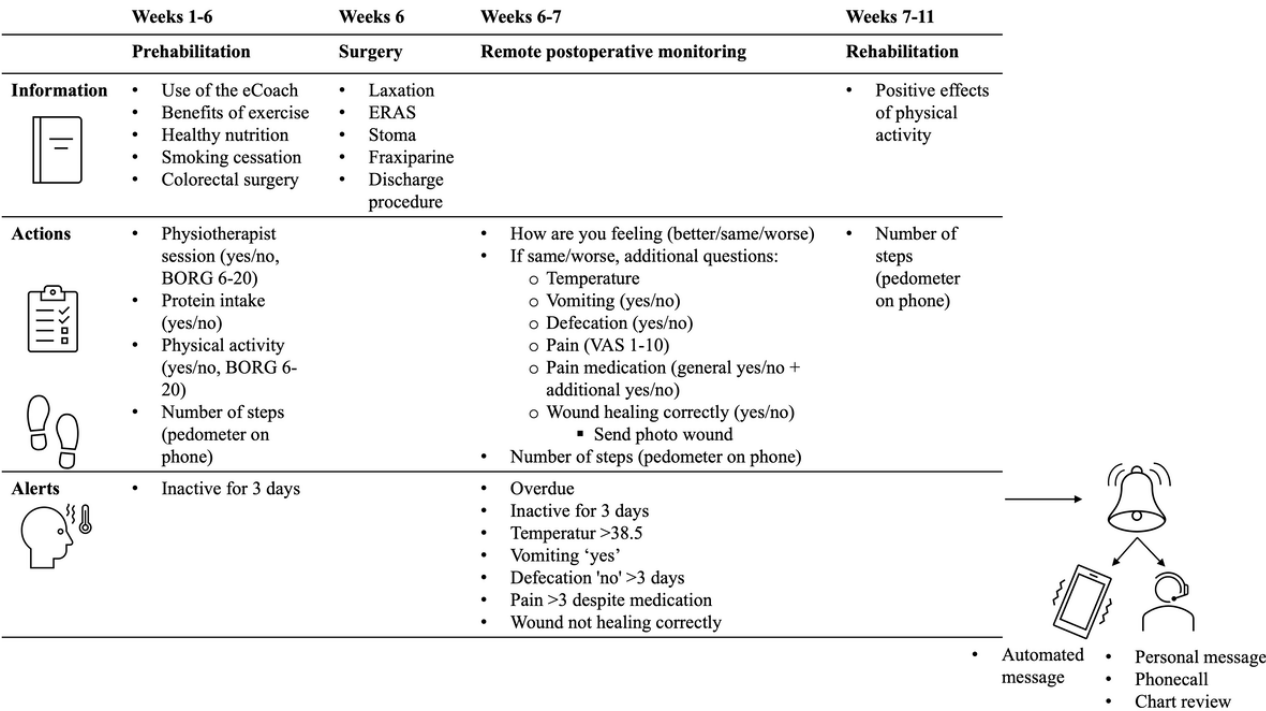 Weeks 1-6
Weeks 6
Weeks 6-7
Weeks 7-11
Prehabilitation
Surgery
Remote postoperative monitoring
Rehabilitation
Information
• Use of the eCoach
• Benefits of exercise
• Healthy nutrition
• Smoking cessation
• Colorectal surgery
• Laxation
• ERAS
• Stoma
• Fraxiparine
• Discharge
procedure
• Positive effects
of physical
activity
Actions
• Physiotherapist
session (yes/no,
BORG 6-20)
• Protein intake
(yes/no)
• Physical activity
(yes/no, BORG 6-
20)
• Number of steps
(pedometer on
phone)
• How are you feeling (better/same/worse)
• If same/worse, additional questions:
o Temperature
o Vomiting (yes/no)
o Defecation (yes/no)
o Pain (VAS 1-10)
o Pain medication (general yes/no +
additional yes/no)
o Wound healing correctly (yes/no)
▪ Send photo wound
• Number of steps (pedometer on phone)
• Number of
steps
(pedometer
on phone)
Alerts
• Inactive for 3 days
• Overdue
• Inactive for 3 days
• Temperatur >38.5
• Vomiting ‘yes’
• Defecation 'no' >3 days
• Pain >3 despite medication
• Wound not healing correctly
• Automated
message
• Personal message
• Phonecall
• Chart review